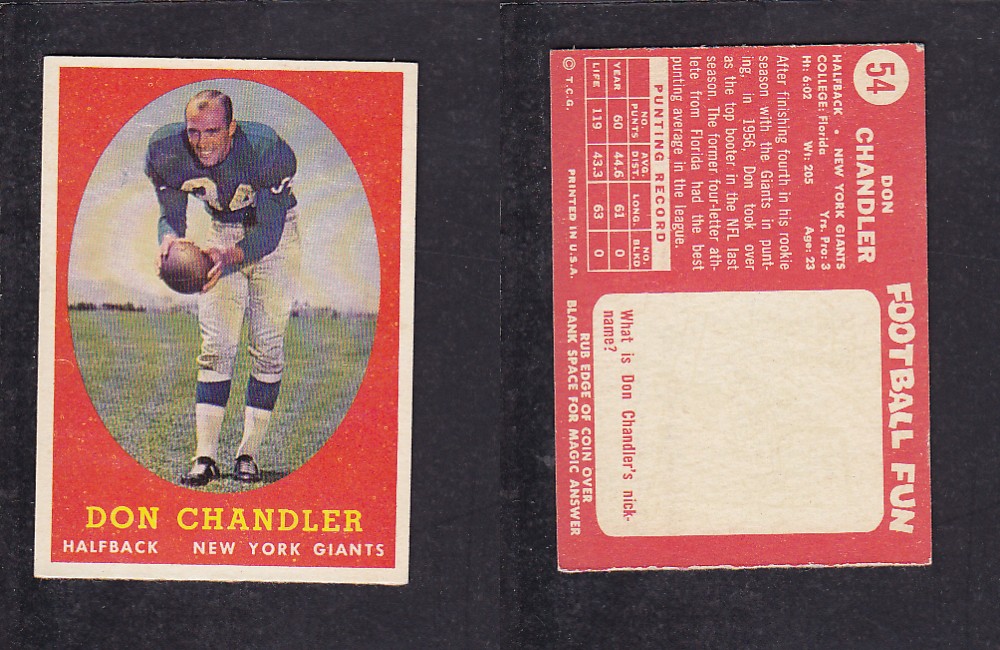 34
DON CHANDLER
HALFBACK NEW YORK GIANTS
54
DON
CHANDLER
HALFBACK • NEW YORK GIANTS
COLLEGE: Florida Yrs. Pro: 3
Ht: 6:02 Wt: 205 Age: 23
After finishing fourth in his rookie
season with the Giants in punt-
ing, in 1956, Don took over
as the top booter in the NFL last
season. The former four-letter ath-
lete from Florida had the best
punting average in the league.
PUNTING RECORD
NO. PUNTS AVG. DIST. LONG. NO. BLKD
YEAR 60 44.6 61 0
LIFE 119 43.3 63 0
© T.C.G. PRINTED IN U.S.A.
FOOTBALL FUN
What is Don Chandler's nick-
name?
RUB EDGE OF COIN OVER
BLANK SPACE FOR MAGIC ANSWER